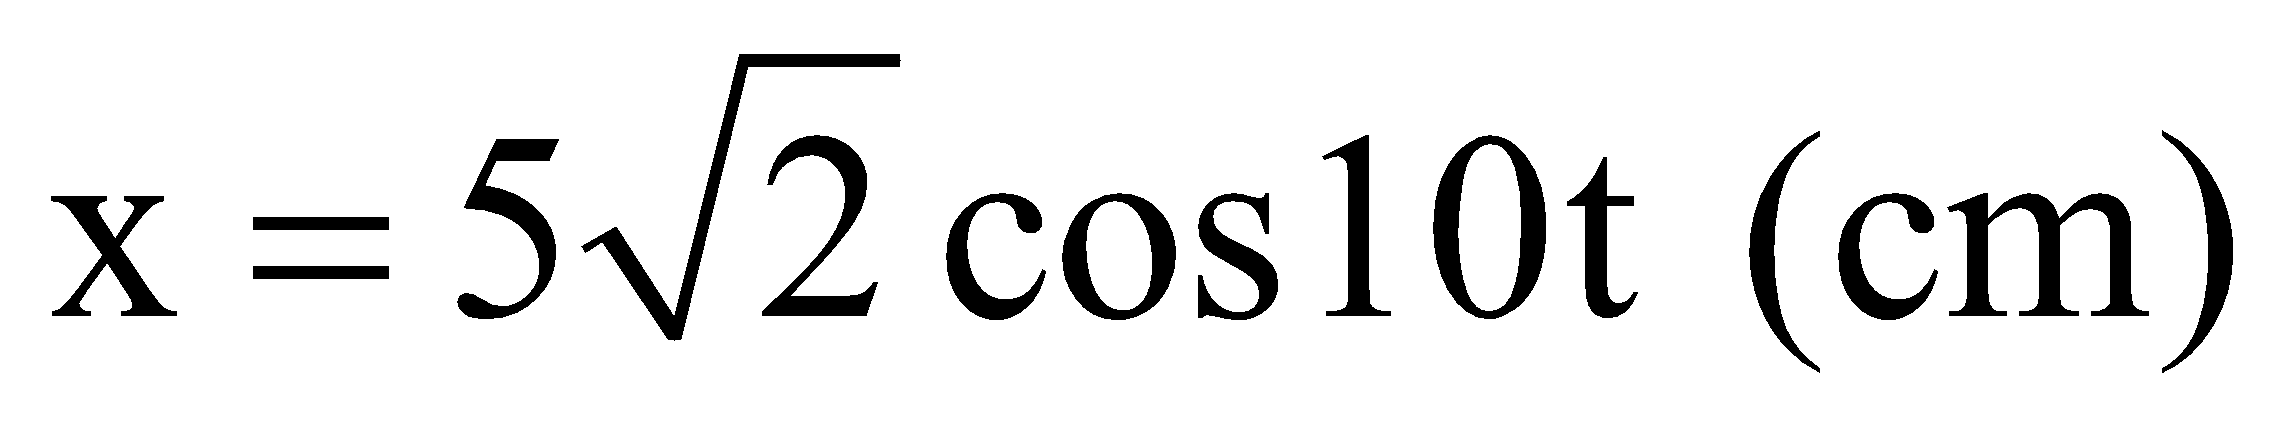 x = 5√2 cos10t (cm)